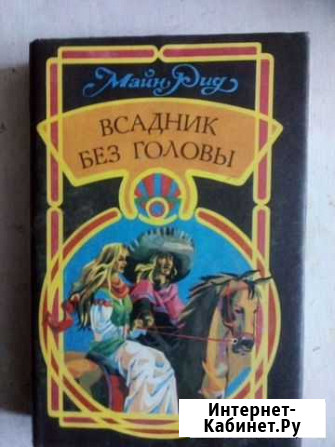 Майн Рид
ВСАДНИК
БЕЗ ГОЛОВЫ
Интернет-
Кабинет.Ру